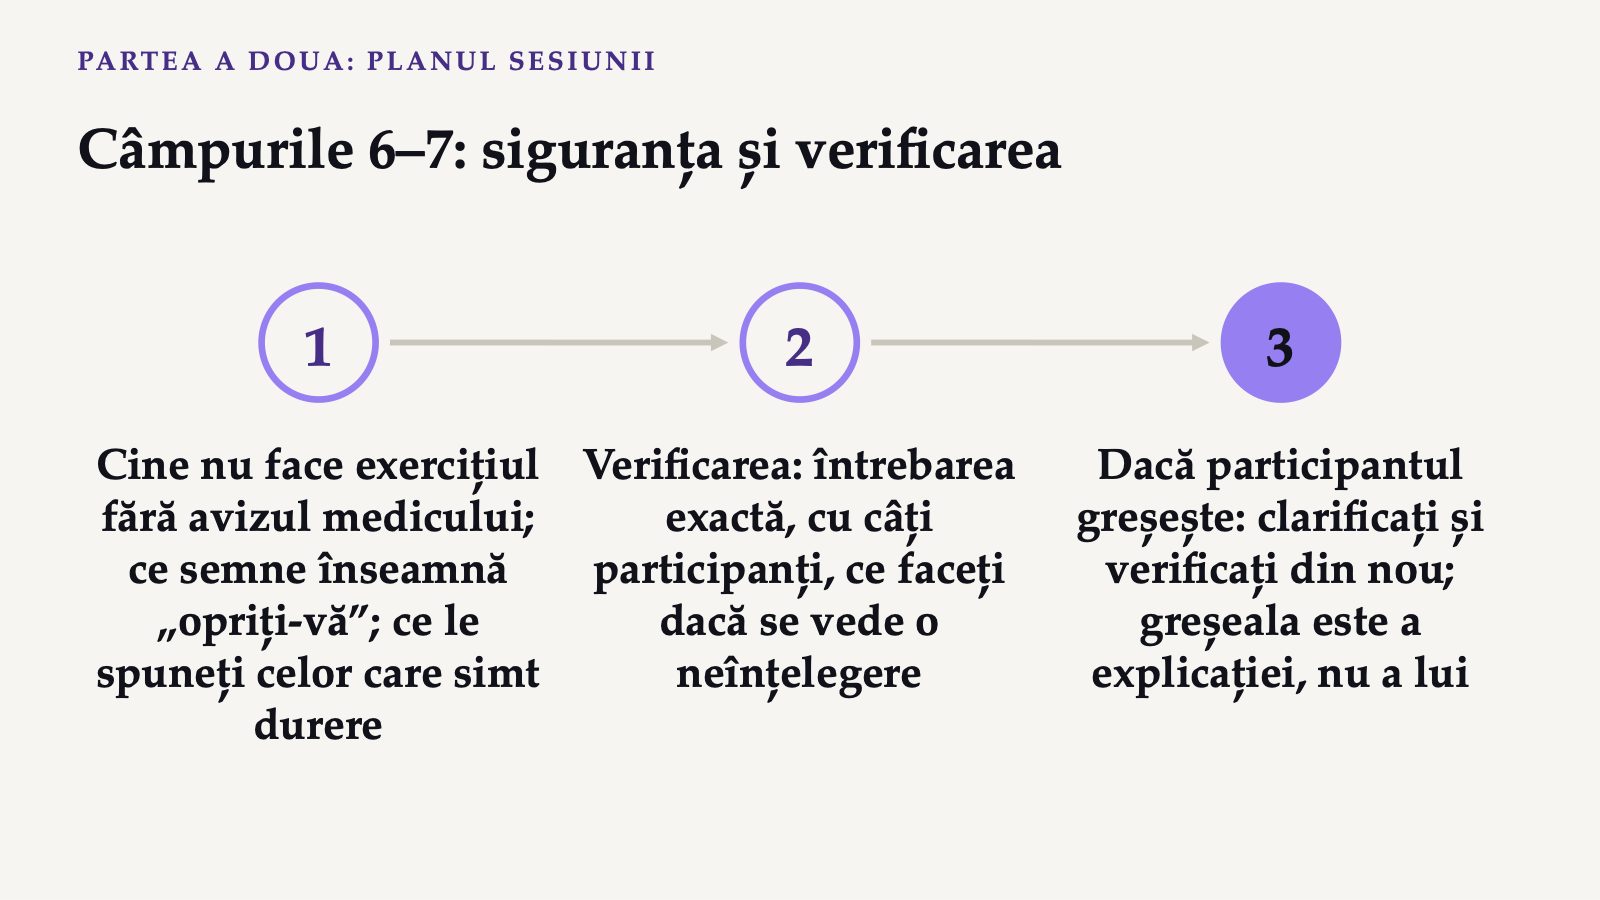 PARTEA A DOUA: PLANUL SESIUNII
Câmpurile 6–7: siguranța și verificarea
1
2
3
Cine nu face exercițiul
fără avizul medicului;
ce semne înseamnă
„opriți-vă”; ce le
spuneți celor care simt
durere
Verificarea: întrebarea
exactă, cu câți
participanți, ce faceți
dacă se vede o
neînțelegere
Dacă participantul
greșește: clarificați și
verificați din nou;
greșeala este a
explicației, nu a lui